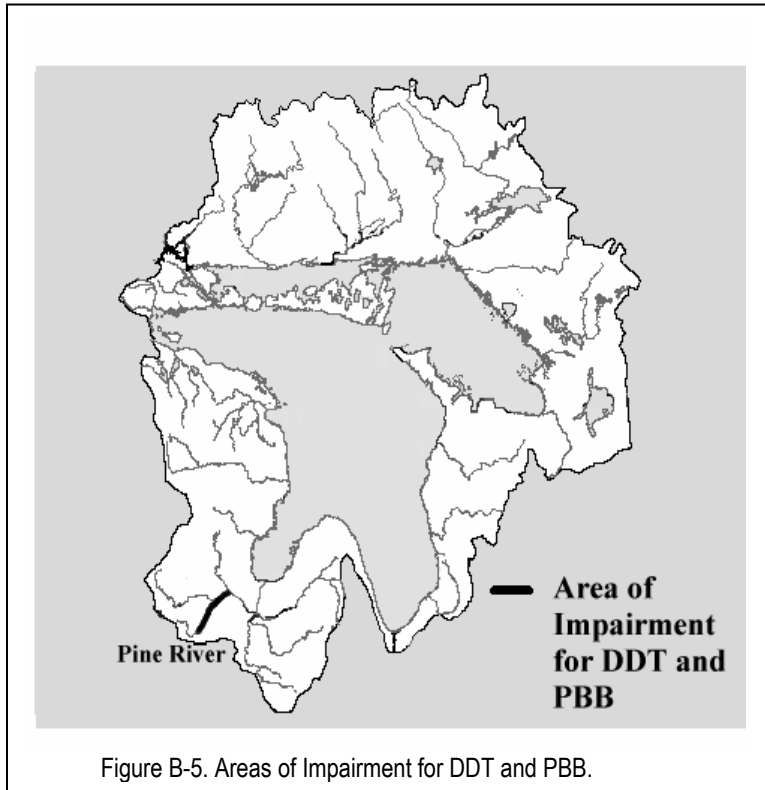 Pine River
Area of
Impairment
for DDT and
PBB
Figure B-5. Areas of Impairment for DDT and PBB.